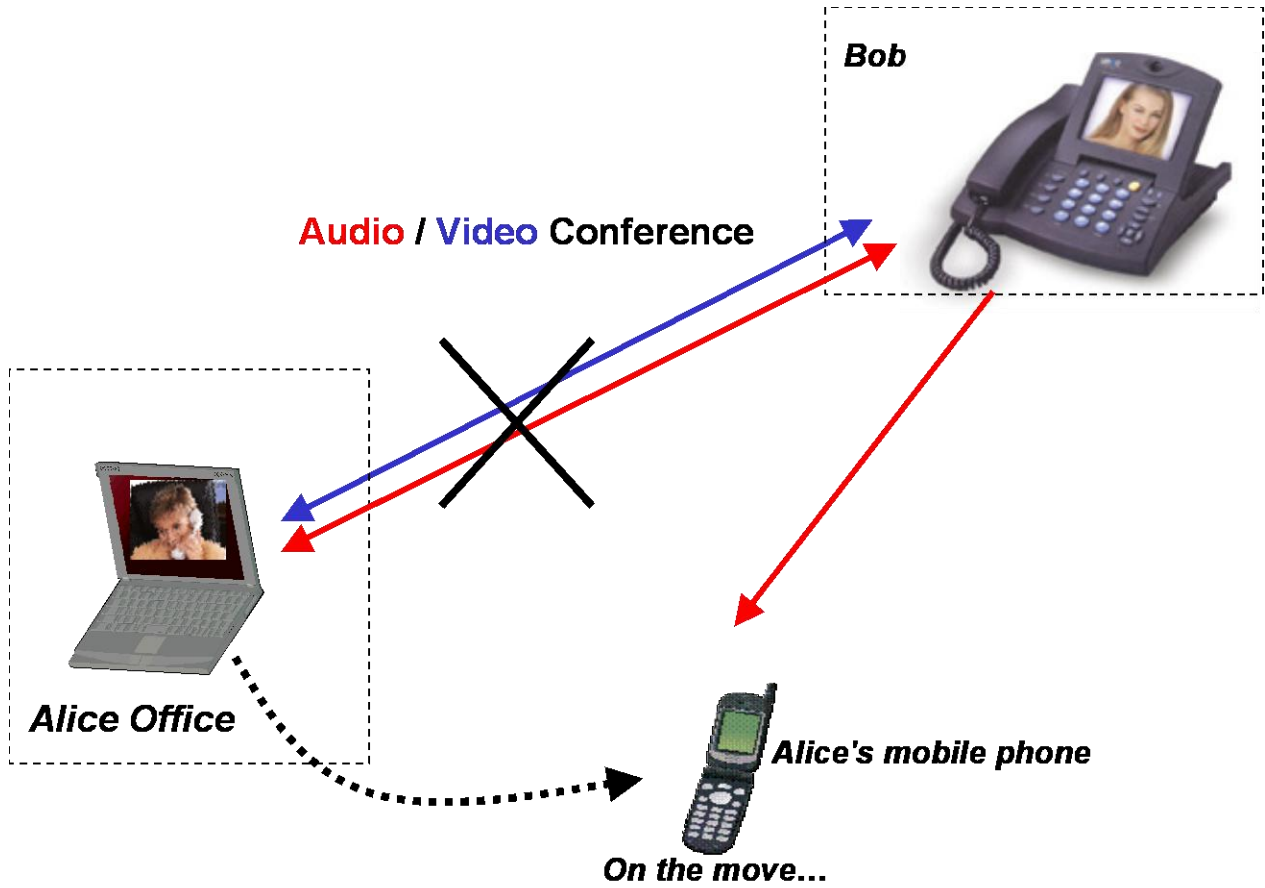 Bob
Audio / Video Conference
Alice Office
Alice's mobile phone
On the move...